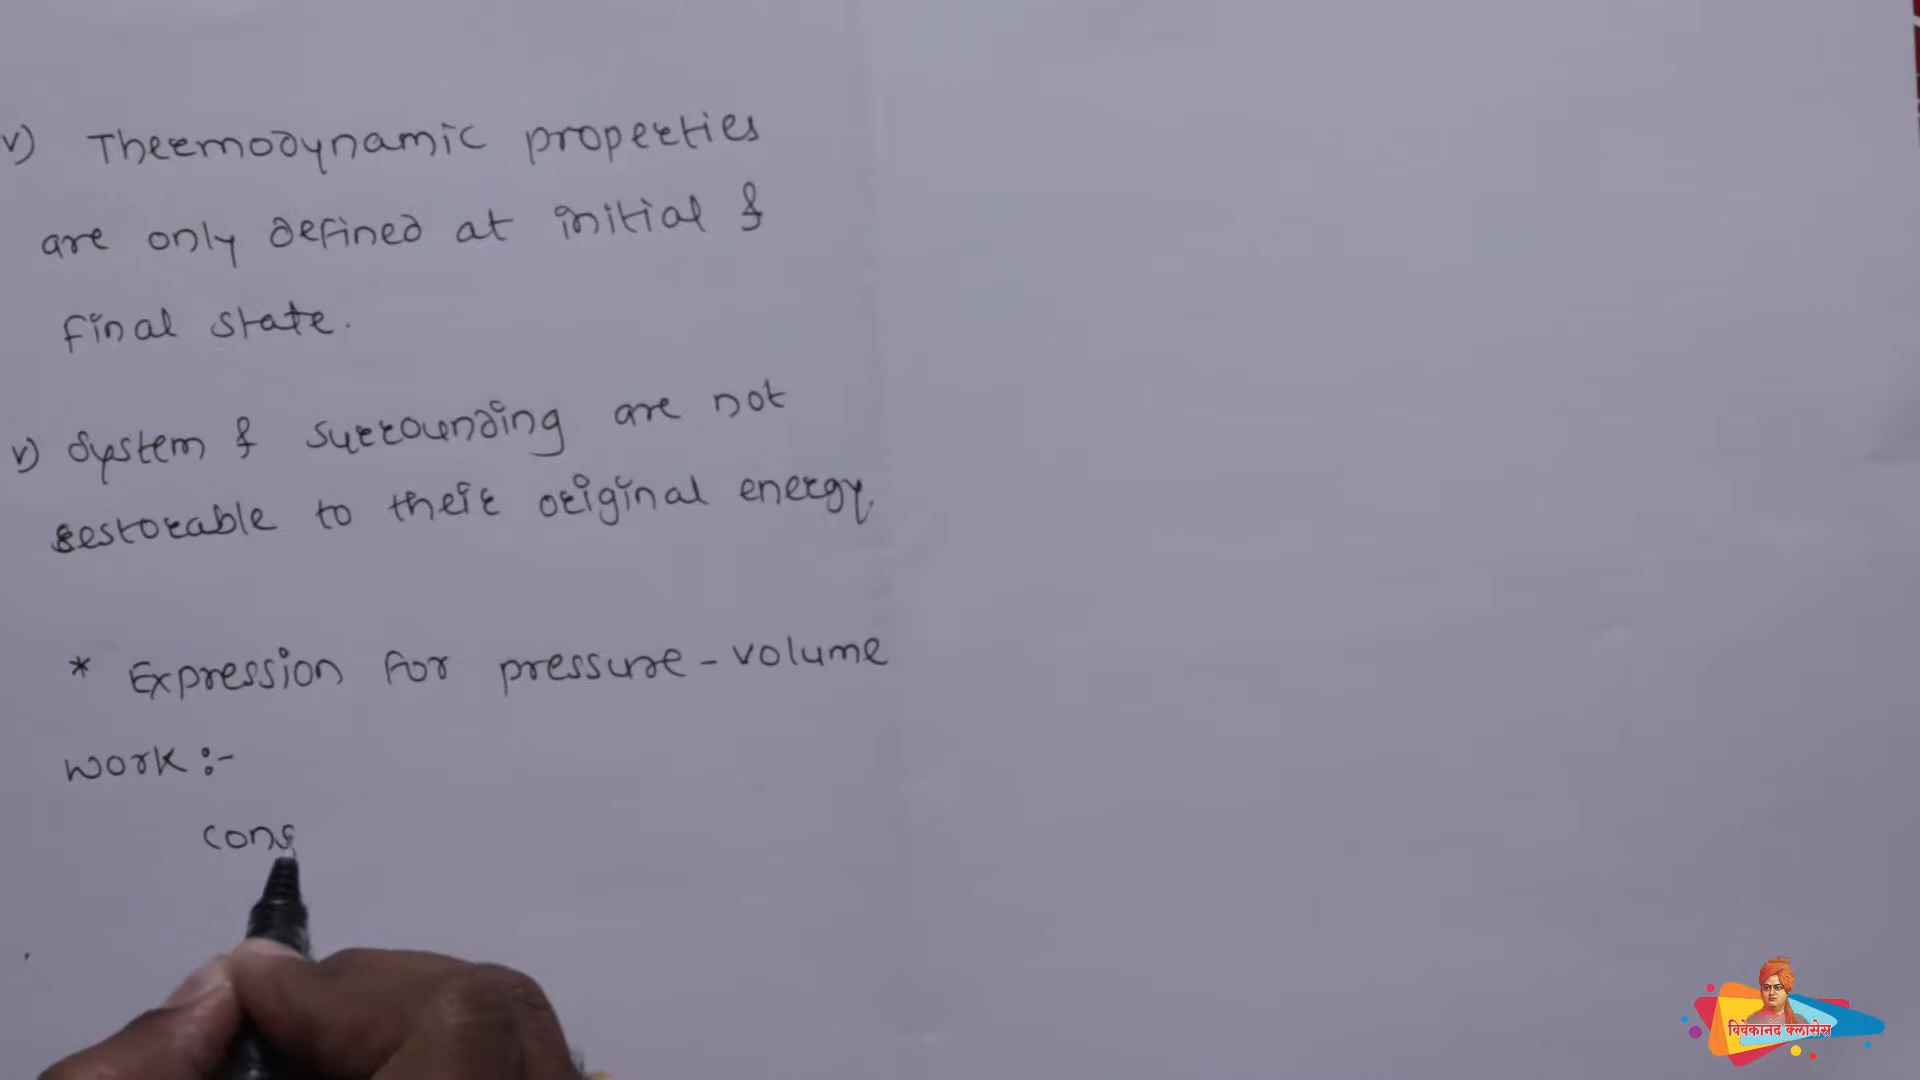 v) Thermodynamic properties
are only defined at initial &
final state.
v) System & surrounding are not
restorable to their original energy.
* Expression for pressure-volume
work:-
cons
विवेकानंद क्लासेस